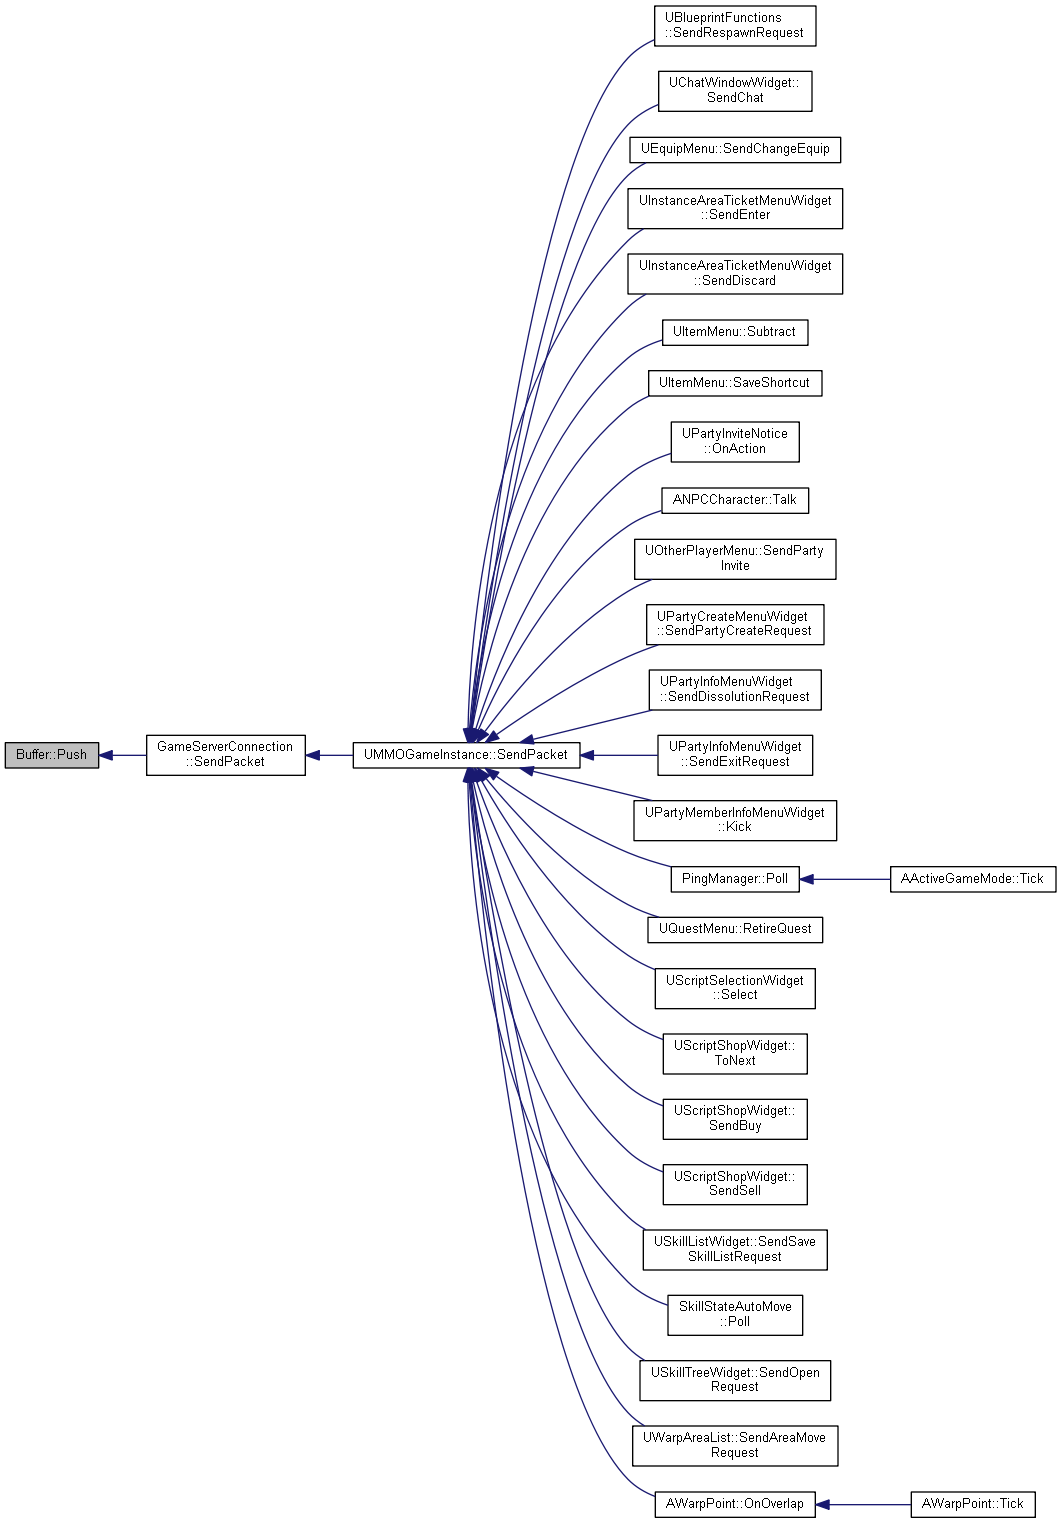 UBlueprintFunctions
::SendRespawnRequest
UChatWindowWidget::
SendChat
UEquipMenu::SendChangeEquip
UInstanceAreaTicketMenuWidget
::SendEnter
UInstanceAreaTicketMenuWidget
::SendDiscard
UItemMenu::Subtract
UItemMenu::SaveShortcut
UPartyInviteNotice
::OnAction
ANPCCharacter::Talk
UOtherPlayerMenu::SendParty
Invite
UPartyCreateMenuWidget
::SendPartyCreateRequest
UPartyInfoMenuWidget
::SendDissolutionRequest
Buffer::Push
GameServerConnection
::SendPacket
UMMOGameInstance::SendPacket
UPartyInfoMenuWidget
::SendExitRequest
UPartyMemberInfoMenuWidget
::Kick
PingManager::Poll
AActiveGameMode::Tick
UQuestMenu::RetireQuest
UScriptSelectionWidget
::Select
UScriptShopWidget::
ToNext
UScriptShopWidget::
SendBuy
UScriptShopWidget::
SendSell
USkillListWidget::SendSave
SkillListRequest
SkillStateAutoMove
::Poll
USkillTreeWidget::SendOpen
Request
UWarpAreaList::SendAreaMove
Request
AWarpPoint::OnOverlap
AWarpPoint::Tick